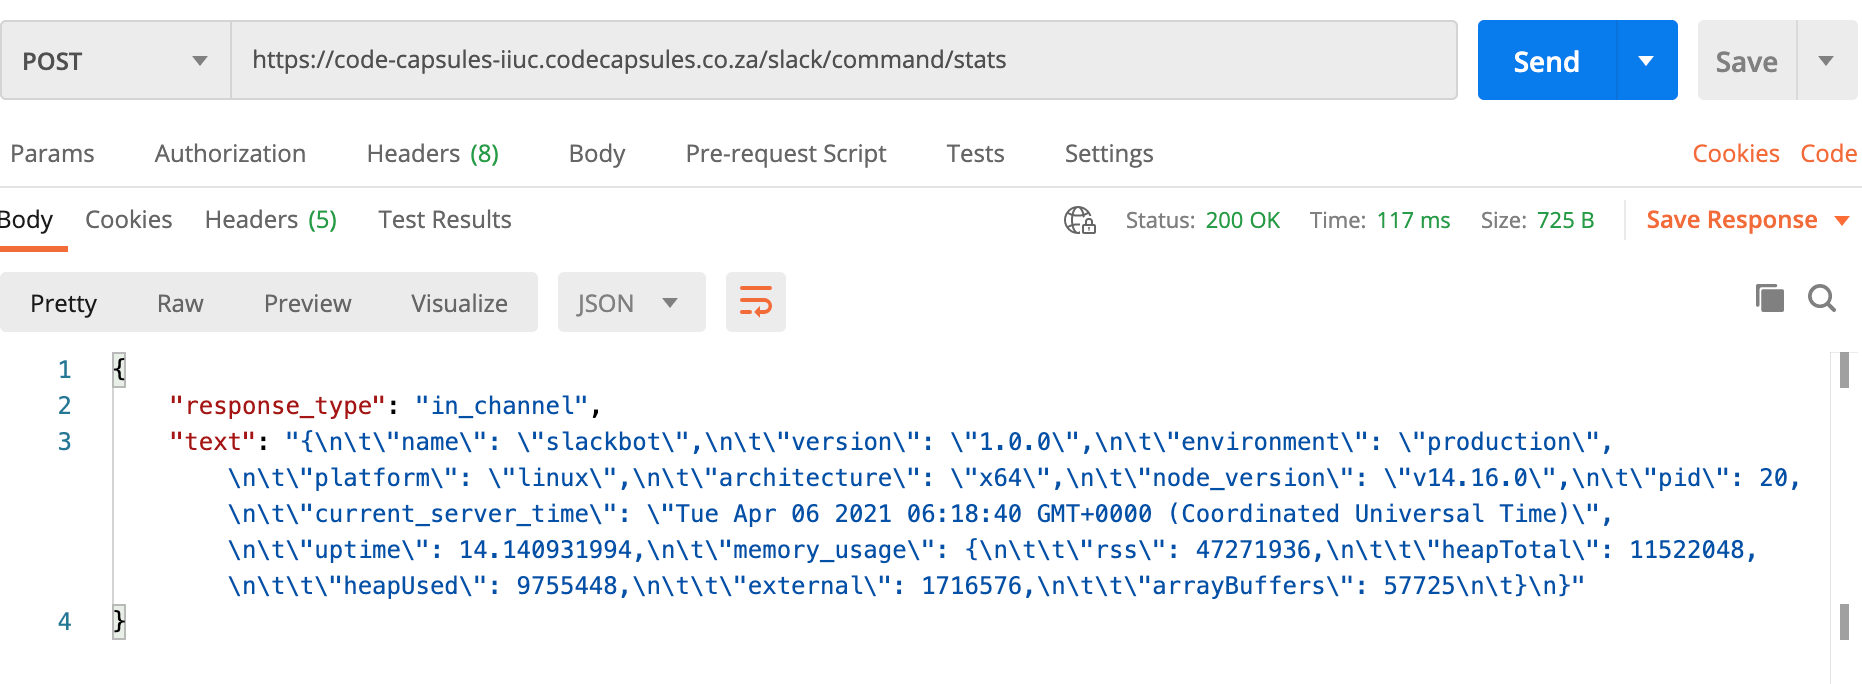 POST https://code-capsules-iiuc.codecapsules.co.za/slack/command/stats Send Save
Params Authorization Headers (8) Body Pre-request Script Tests Settings Cookies Code
Body Cookies Headers (5) Test Results Status: 200 OK Time: 117 ms Size: 725 B Save Response
Pretty Raw Preview Visualize JSON
1 {
2 "response_type": "in_channel",
3 "text": "{\n\t\"name\": \"slackbot\",\n\t\"version\": \"1.0.0\",\n\t\"environment\": \"production\",
\n\t\"platform\": \"linux\",\n\t\"architecture\": \"x64\",\n\t\"node_version\": \"v14.16.0\",\n\t\"pid\": 20,
\n\t\"current_server_time\": \"Tue Apr 06 2021 06:18:40 GMT+0000 (Coordinated Universal Time)\",
\n\t\"uptime\": 14.140931994,\n\t\"memory_usage\": {\n\t\t\"rss\": 47271936,\n\t\t\"heapTotal\": 11522048,
\n\t\t\"heapUsed\": 9755448,\n\t\t\"external\": 1716576,\n\t\t\"arrayBuffers\": 57725\n\t}\n}"
4 }